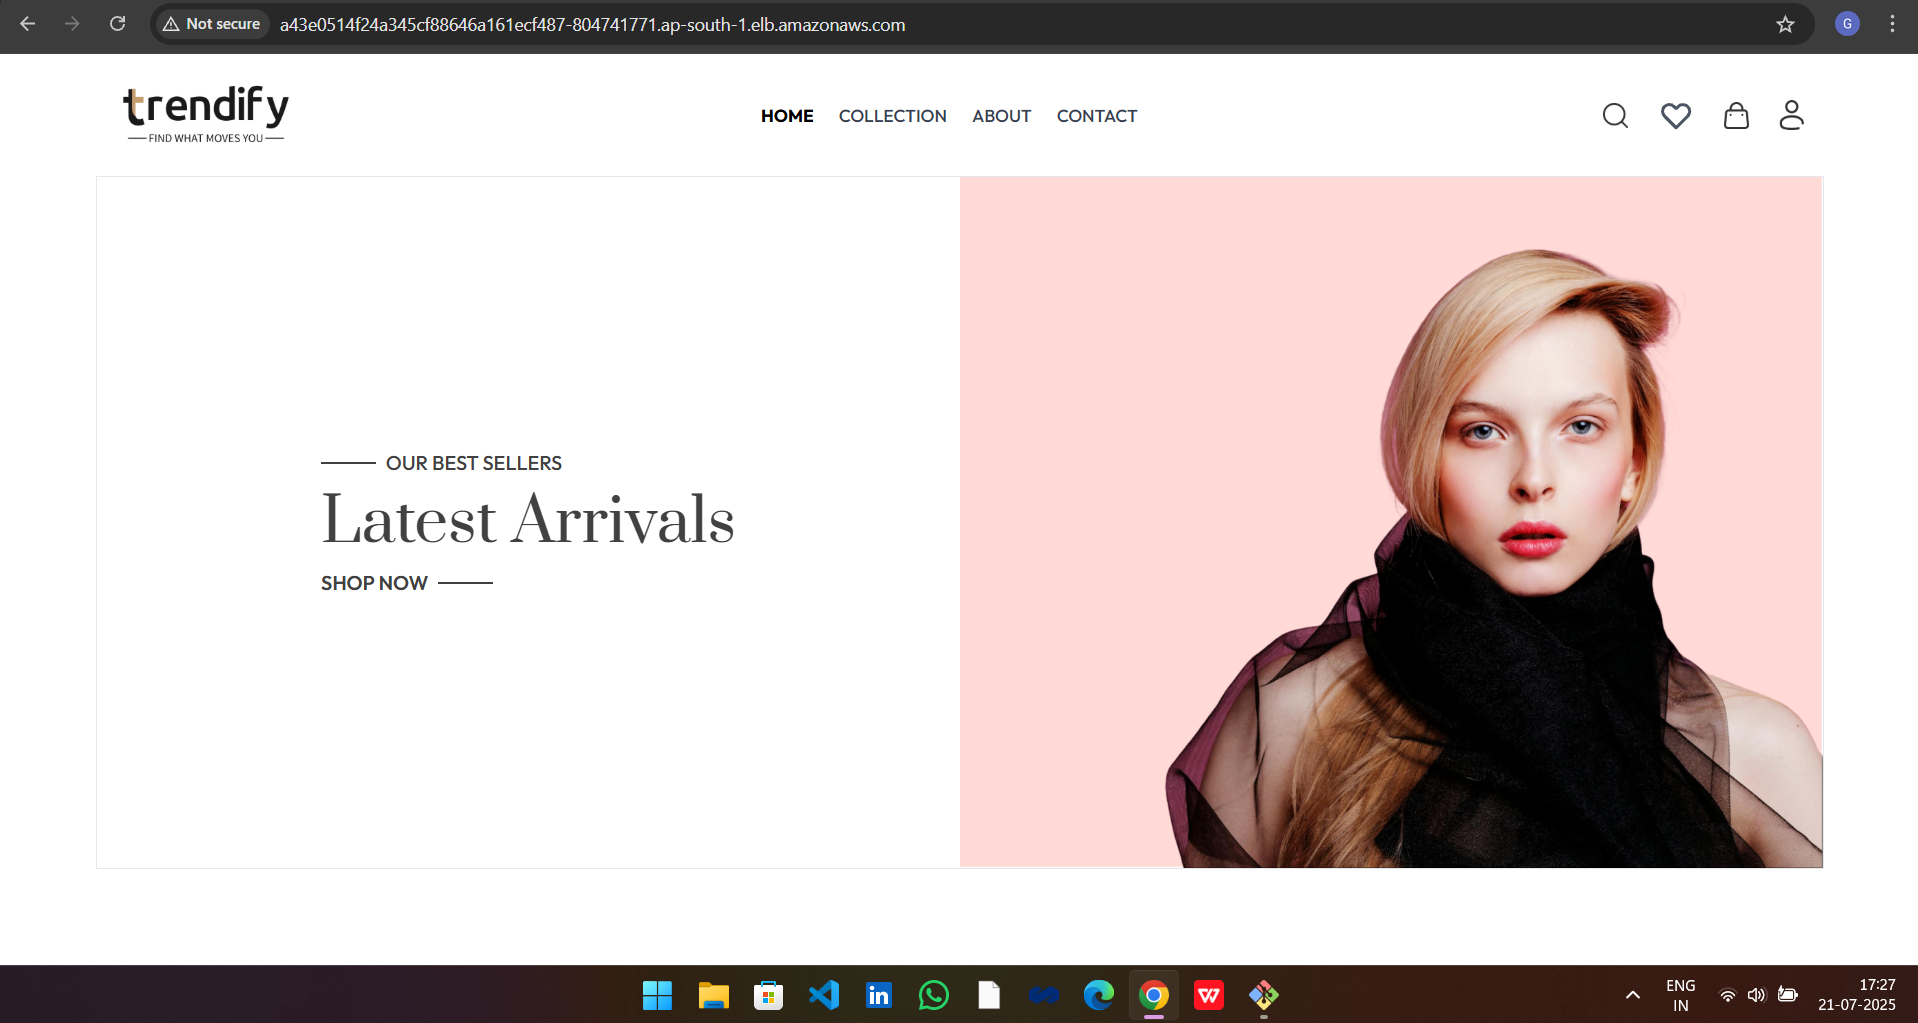 Not secure
a43e0514f24a345cf88646a161ecf487-804741771.ap-south-1.elb.amazonaws.com
G
trendify
FIND WHAT MOVES YOU
HOME COLLECTION ABOUT CONTACT
OUR BEST SELLERS
Latest Arrivals
SHOP NOW
in
W
ENG
IN
17:27
21-07-2025